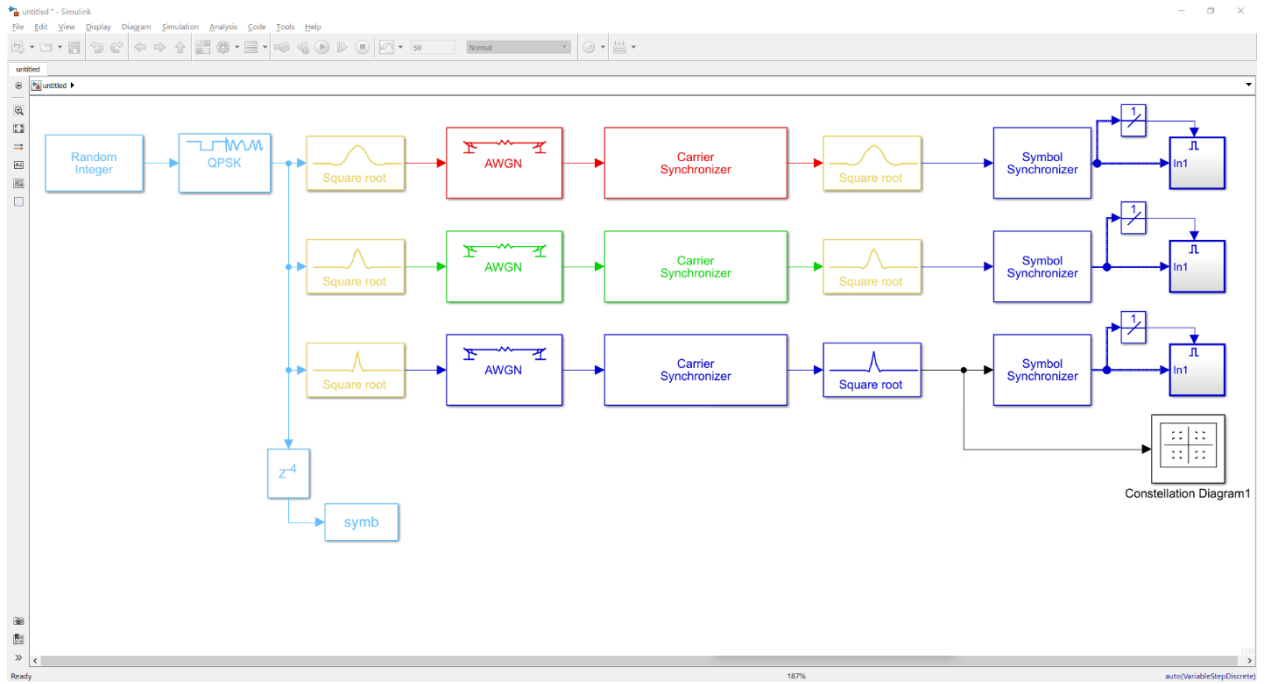 untitled * - Simulink
File Edit View Display Diagram Simulation Analysis Code Tools Help
50 Normal
untitled
untitled
Random
Integer
QPSK
Square root
AWGN
Carrier
Synchronizer
Square root
Symbol
Synchronizer
1
In1
Square root
AWGN
Carrier
Synchronizer
Square root
Symbol
Synchronizer
1
In1
Square root
AWGN
Carrier
Synchronizer
Square root
Symbol
Synchronizer
1
In1
Z-4
symb
Constellation Diagram1
Ready 187% auto(VariableStepDiscrete)